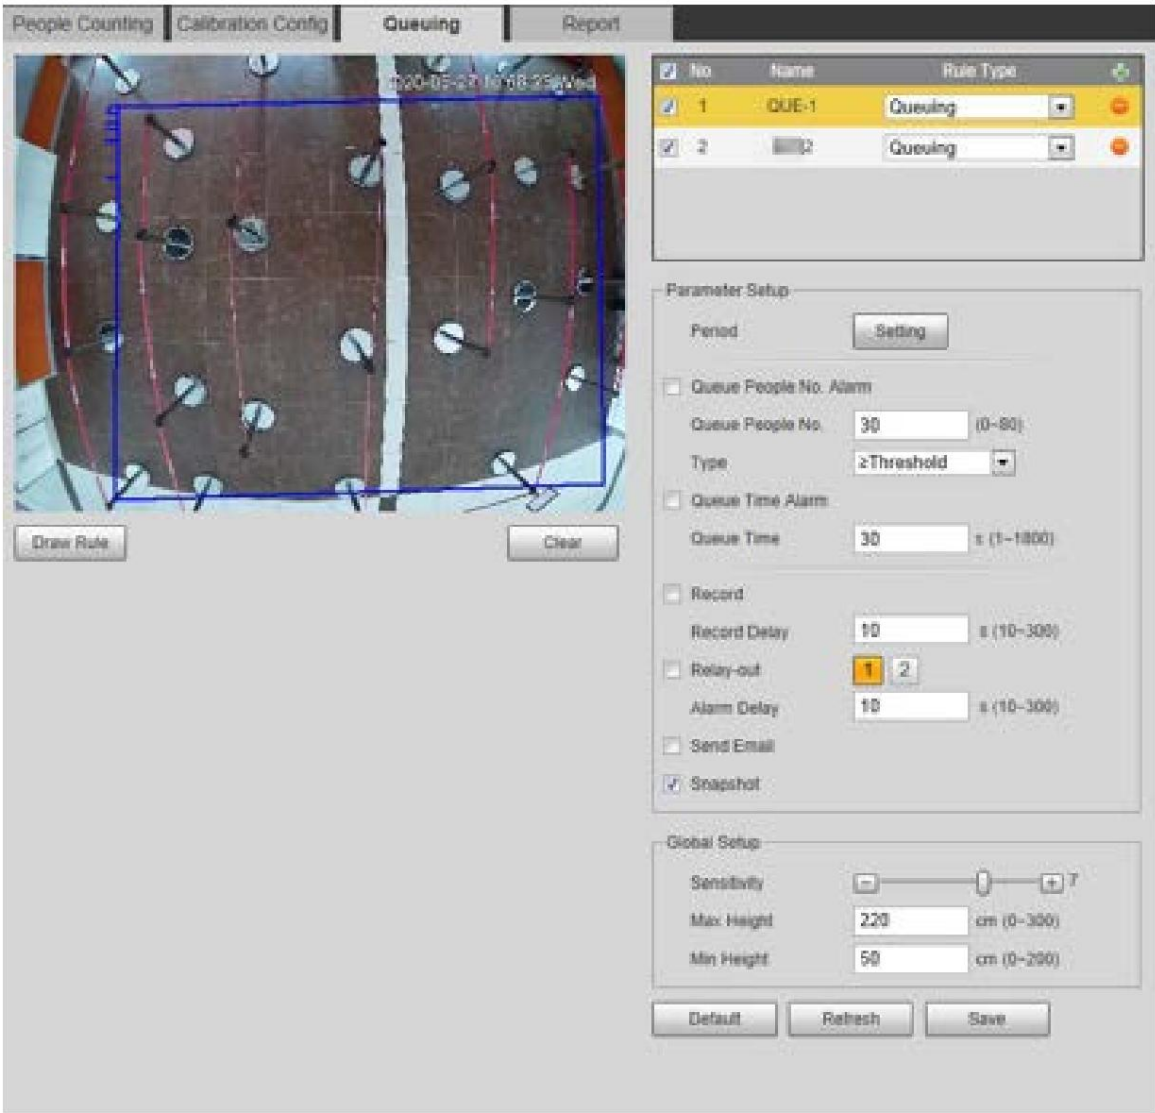 People Counting Calibration Config Queuing Report
No. Name Rule Type
1 QUE-1 Queuing
2 2 Queuing
Parameter Setup
Period Setting
Queue People No. Alarm
Queue People No. 30 (0~80)
Type ≥Threshold
Queue Time Alarm
Queue Time 30 s (1~1800)
Record
Record Delay 10 s (10~300)
Relay-out 1 2
Alarm Delay 10 s (10~300)
Send Email
Snapshot
Draw Rule Clear
Global Setup
Sensitivity - + 7
Max Height 220 cm (0~300)
Min Height 50 cm (0~200)
Default Refresh Save